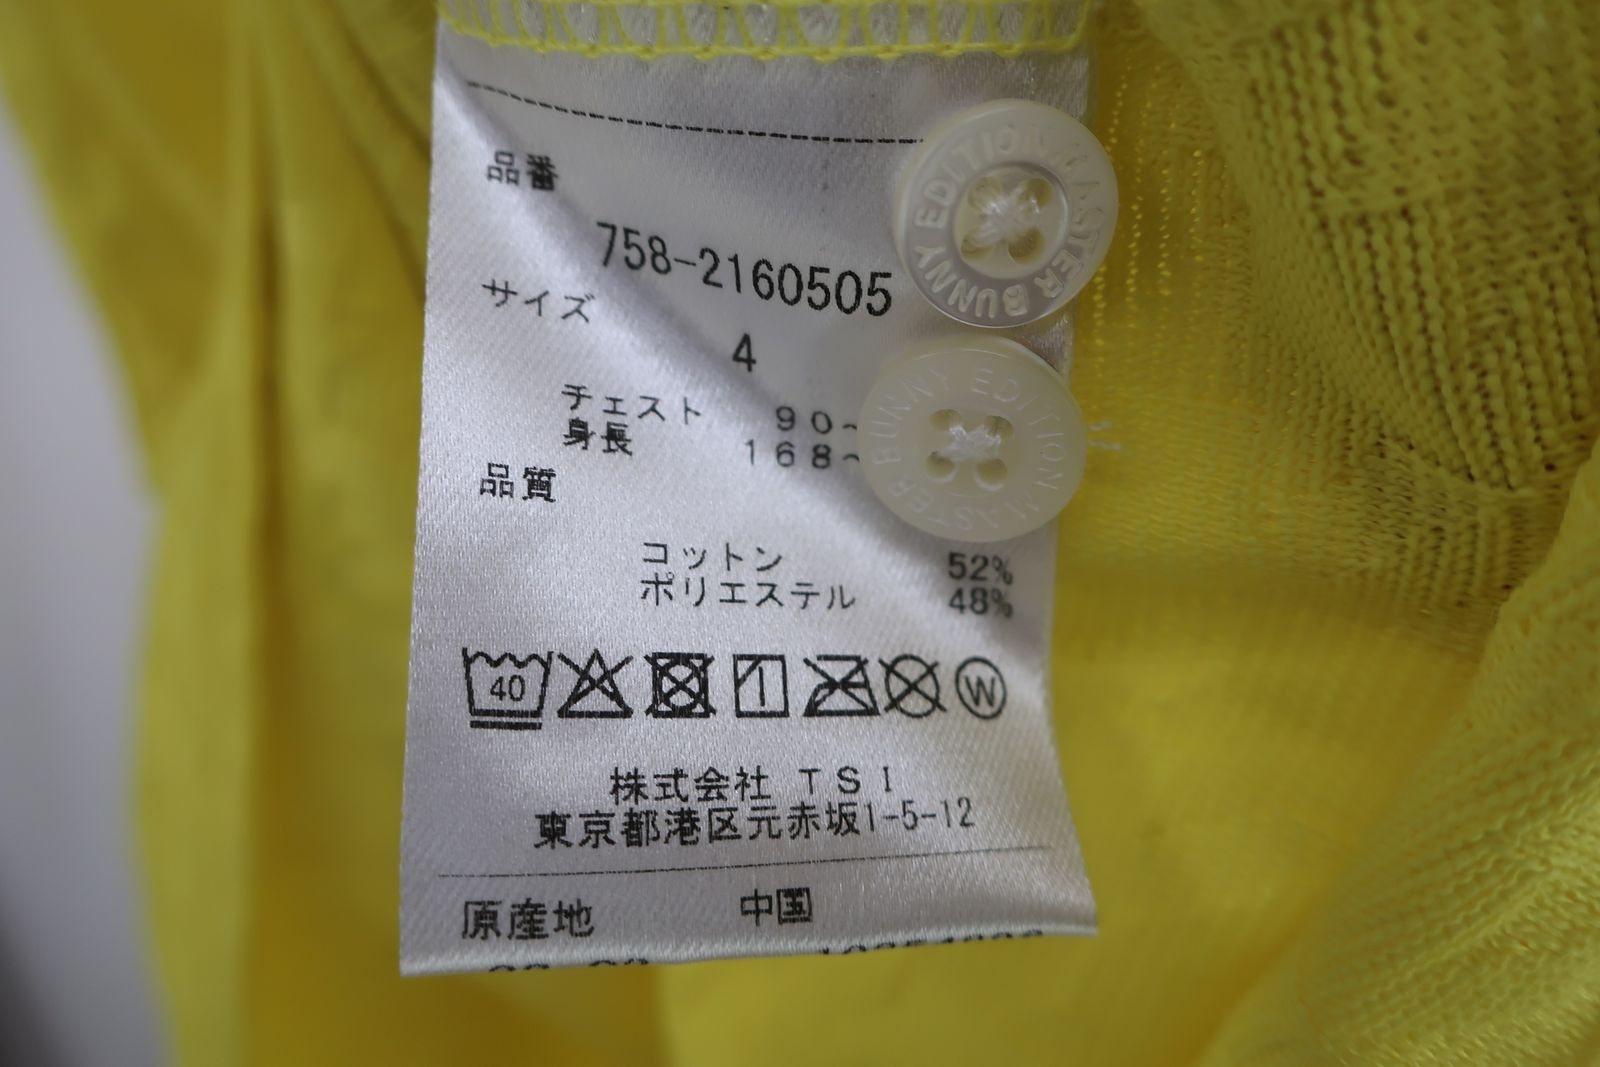 品番
758-2160505
サイズ
4
チェスト 90~
身長 168~
品質
コットン 52%
ポリエステル 48%
40
W
株式会社 TSI
東京都港区元赤坂1-5-12
原産地 中国
MASTER BUNNY EDITION
MASTER BUNNY EDITION